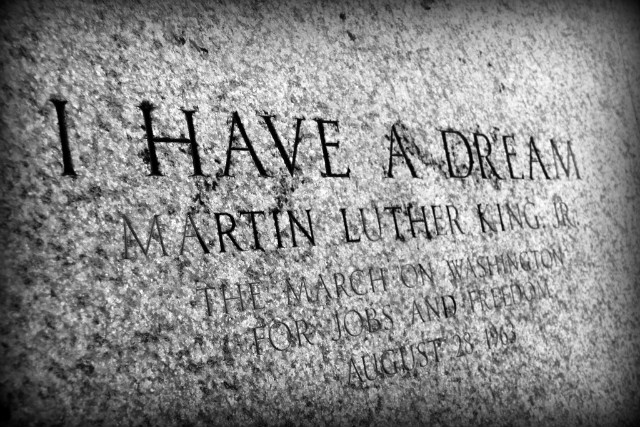 I HAVE A DREAM
MARTIN LUTHER KING, JR.
THE MARCH ON WASHINGTON
FOR JOBS AND FREEDOM
AUGUST 28, 1963